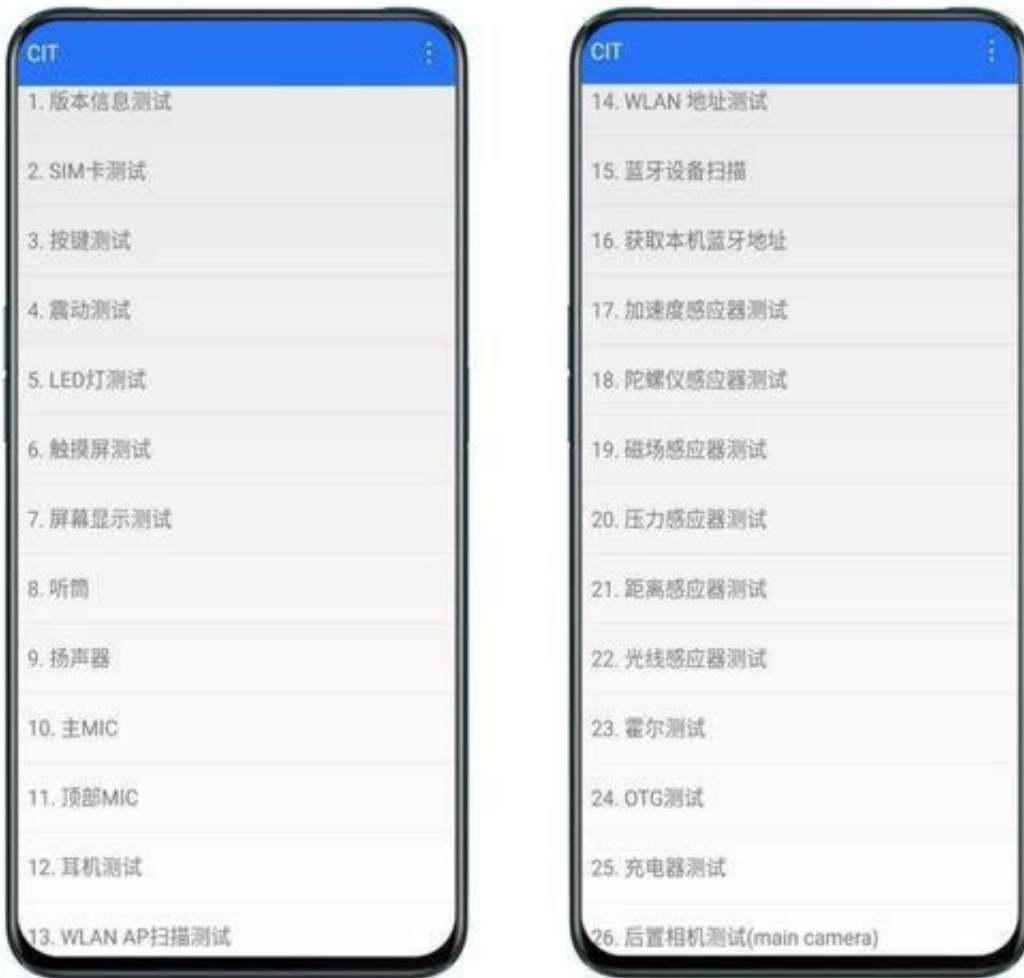 CIT
1. 版本信息测试
2. SIM卡测试
3. 按键测试
4. 震动测试
5. LED灯测试
6. 触摸屏测试
7. 屏幕显示测试
8. 听筒
9. 扬声器
10. 主MIC
11. 顶部MIC
12. 耳机测试
13. WLAN AP扫描测试
CIT
14. WLAN 地址测试
15. 蓝牙设备扫描
16. 获取本机蓝牙地址
17. 加速度感应器测试
18. 陀螺仪感应器测试
19. 磁场感应器测试
20. 压力感应器测试
21. 距离感应器测试
22. 光线感应器测试
23. 霍尔测试
24. OTG测试
25. 充电器测试
26. 后置相机测试(main camera)